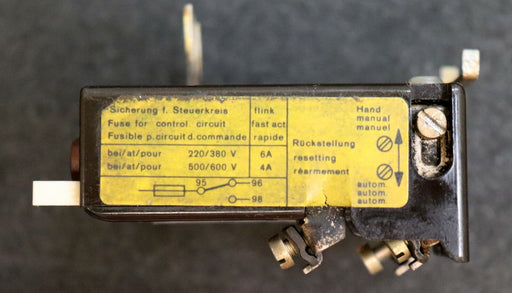 Sicherung f. Steuerkreis flink
Fuse for control circuit fast act.
Fusible p.circuit d.commande rapide
bei/at/pour 220/380 V 6A
bei/at/pour 500/600 V 4A
95 96
98
Hand
manual
manuel
Rückstellung
resetting
réarmement
autom.
autom.
autom.